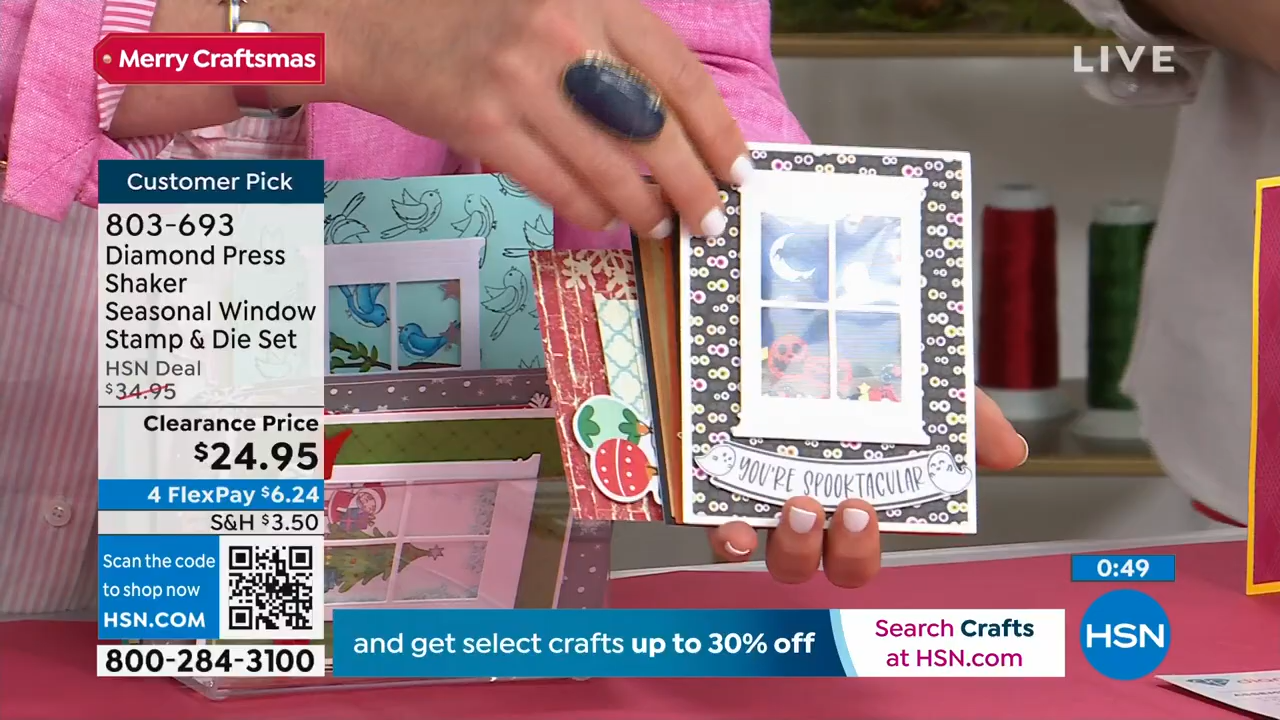 Merry Craftsmas
LIVE
Customer Pick
803-693
Diamond Press
Shaker
Seasonal Window
Stamp & Die Set
HSN Deal
$34.95
Clearance Price
$24.95
4 FlexPay $6.24
S&H $3.50
Scan the code
to shop now
HSN.COM
800-284-3100
YOU'RE SPOOKTACULAR
0:49
and get select crafts up to 30% off
Search Crafts
at HSN.com
HSN